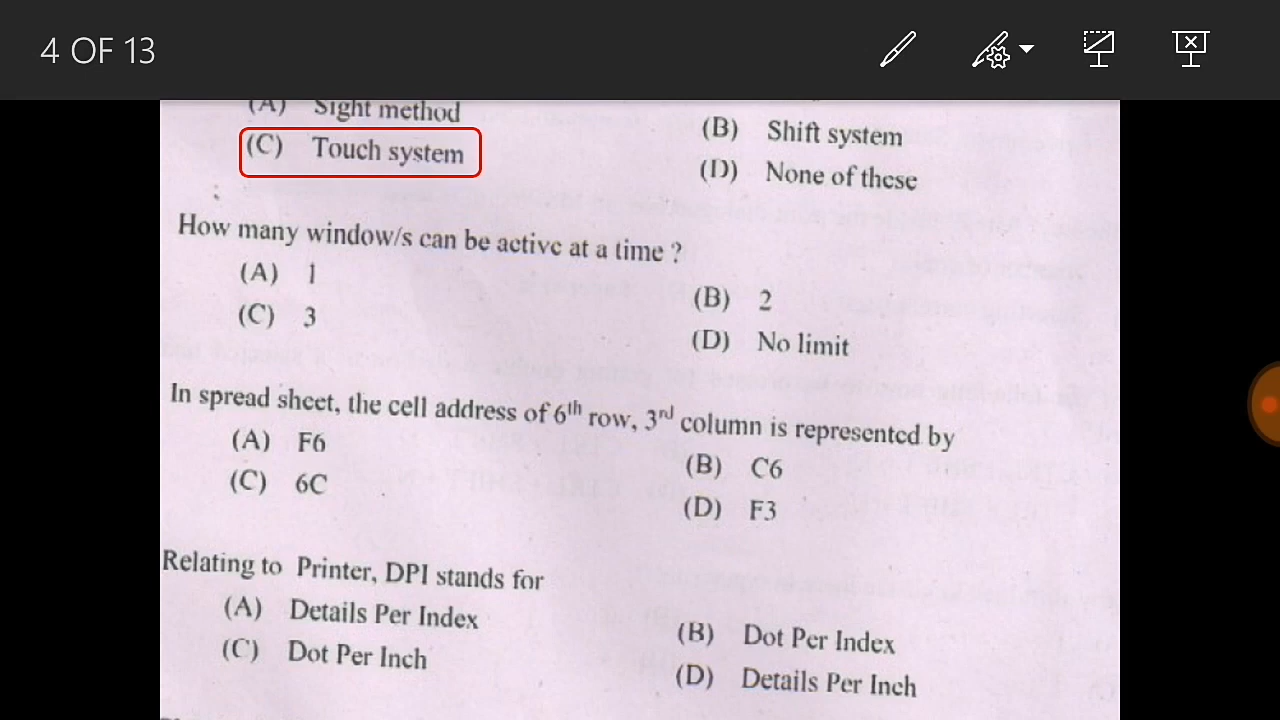 4 OF 13
(A) Sight method
(B) Shift system
(C) Touch system
(D) None of these
How many window/s can be active at a time ?
(A) 1
(B) 2
(C) 3
(D) No limit
In spread sheet, the cell address of 6th row, 3rd column is represented by
(A) F6
(B) C6
(C) 6C
(D) F3
Relating to Printer, DPI stands for
(A) Details Per Index
(B) Dot Per Index
(C) Dot Per Inch
(D) Details Per Inch